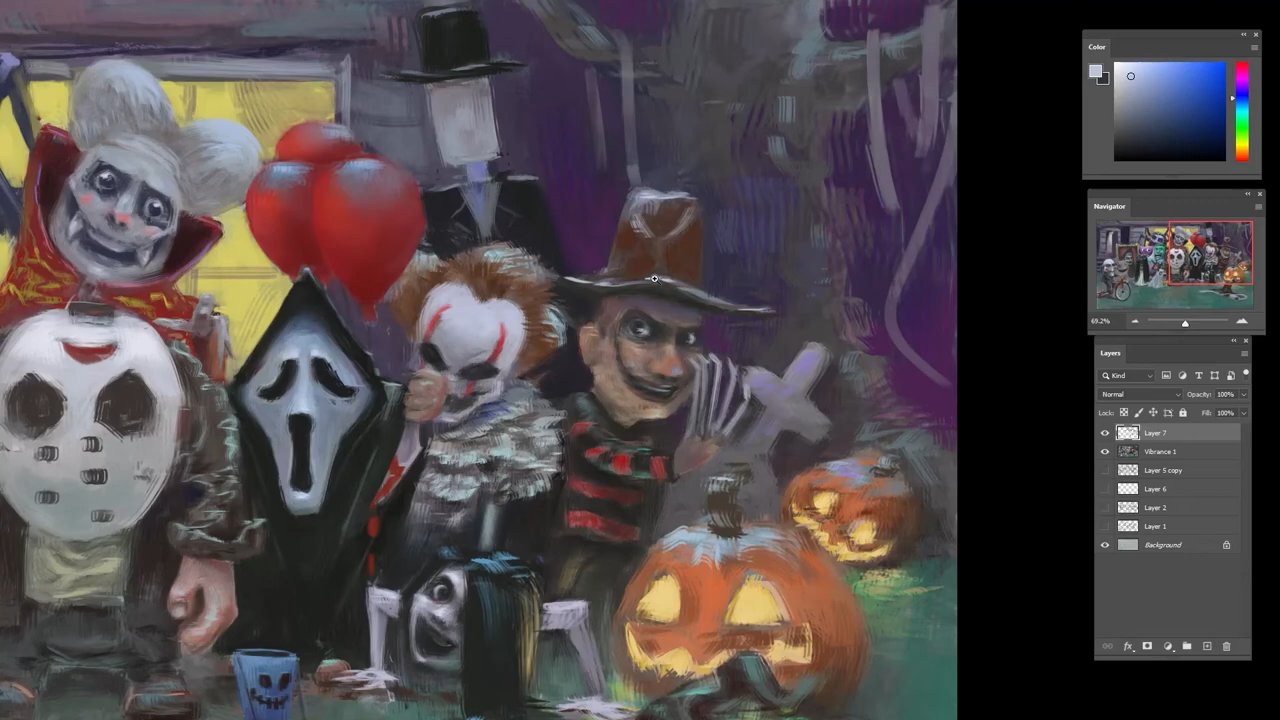 Color
Navigator
69.2%
Layers
Kind
Normal
Opacity: 100%
Lock:
Fill: 100%
Layer 7
Vibrance 1
Layer 5 copy
Layer 6
Layer 2
Layer 1
Background
fx